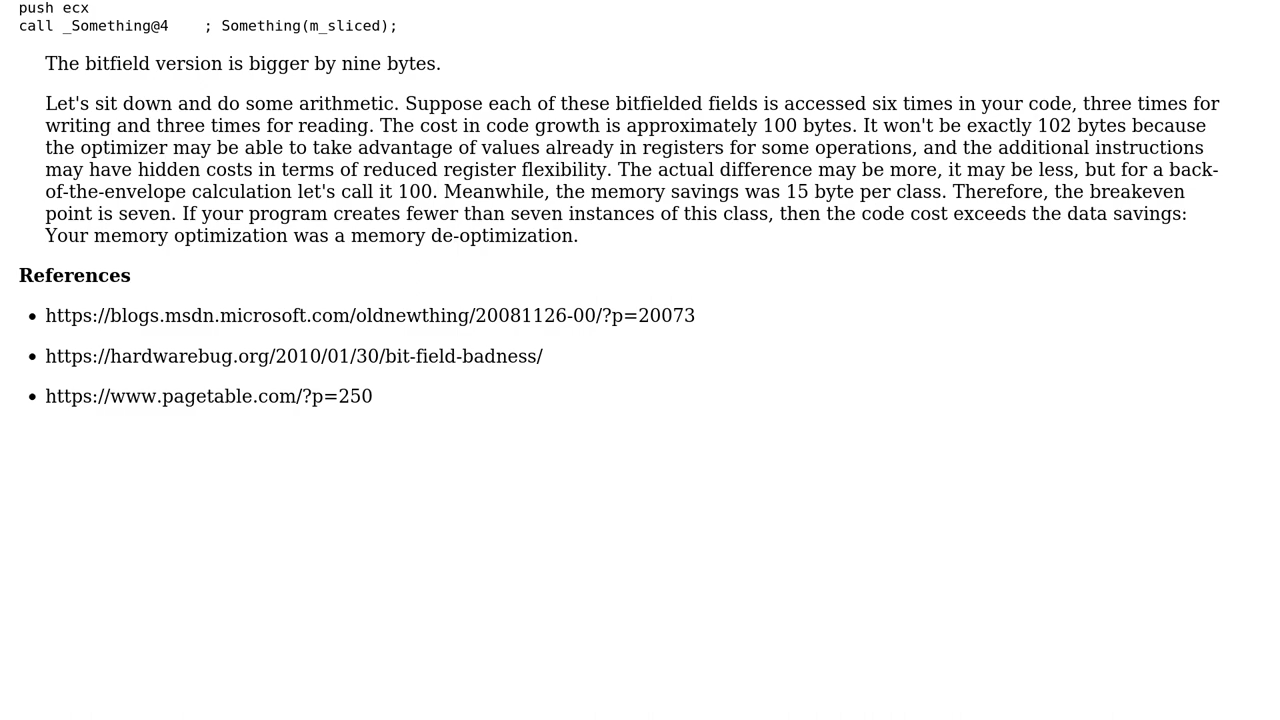 push ecx
call _Something@4    ; Something(m_sliced);
The bitfield version is bigger by nine bytes.
Let's sit down and do some arithmetic. Suppose each of these bitfielded fields is accessed six times in your code, three times for
writing and three times for reading. The cost in code growth is approximately 100 bytes. It won't be exactly 102 bytes because
the optimizer may be able to take advantage of values already in registers for some operations, and the additional instructions
may have hidden costs in terms of reduced register flexibility. The actual difference may be more, it may be less, but for a back-
of-the-envelope calculation let's call it 100. Meanwhile, the memory savings was 15 byte per class. Therefore, the breakeven
point is seven. If your program creates fewer than seven instances of this class, then the code cost exceeds the data savings:
Your memory optimization was a memory de-optimization.
References
• https://blogs.msdn.microsoft.com/oldnewthing/20081126-00/?p=20073
• https://hardwarebug.org/2010/01/30/bit-field-badness/
• https://www.pagetable.com/?p=250